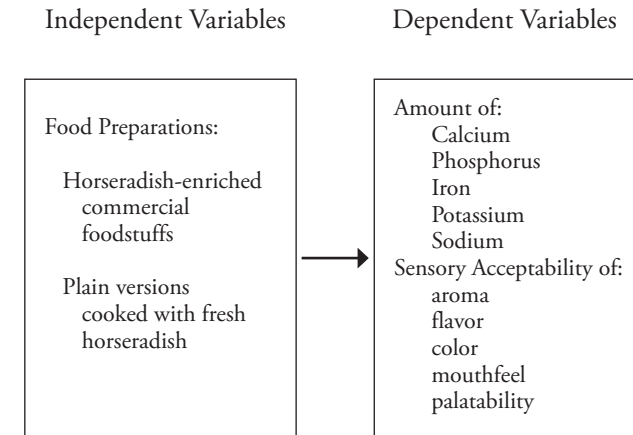 Independent Variables
Dependent Variables
Food Preparations:
Horseradish-enriched
commercial
foodstuffs
Plain versions
cooked with fresh
horseradish
Amount of:
Calcium
Phosphorus
Iron
Potassium
Sodium
Sensory Acceptability of:
aroma
flavor
color
mouthfeel
palatability